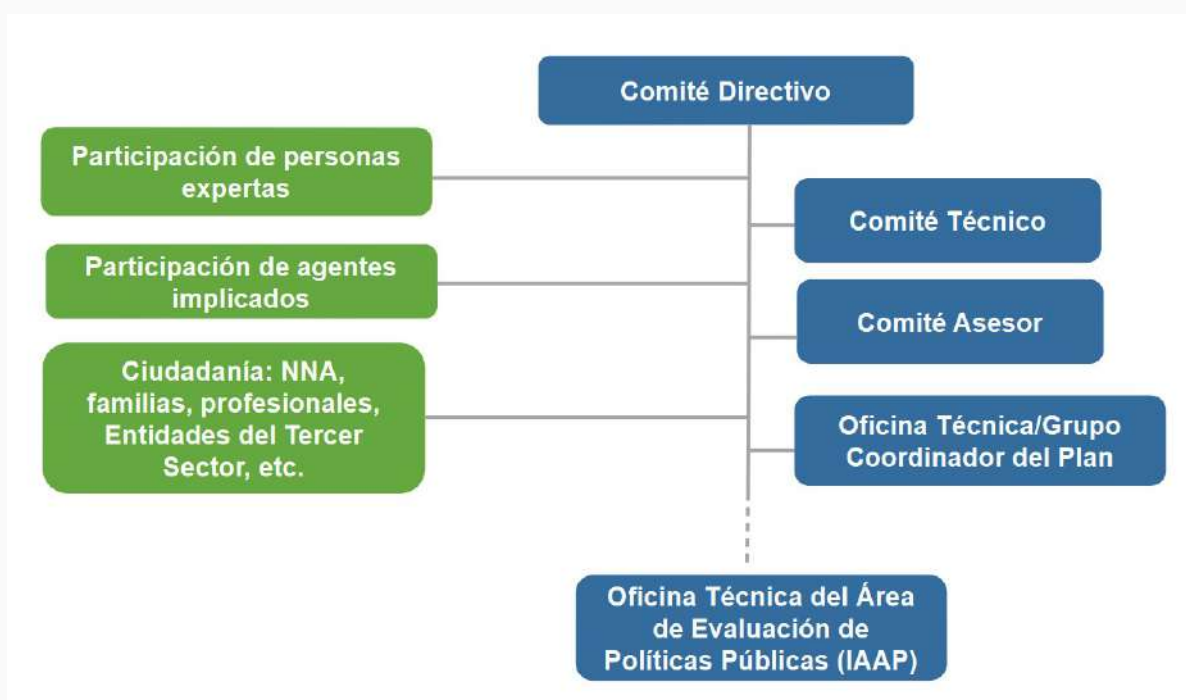 Comité Directivo
Participación de personas
expertas
Comité Técnico
Participación de agentes
implicados
Comité Asesor
Ciudadanía: NNA,
familias, profesionales,
Entidades del Tercer
Sector, etc.
Oficina Técnica/Grupo
Coordinador del Plan
Oficina Técnica del Área
de Evaluación de
Políticas Públicas (IAAP)